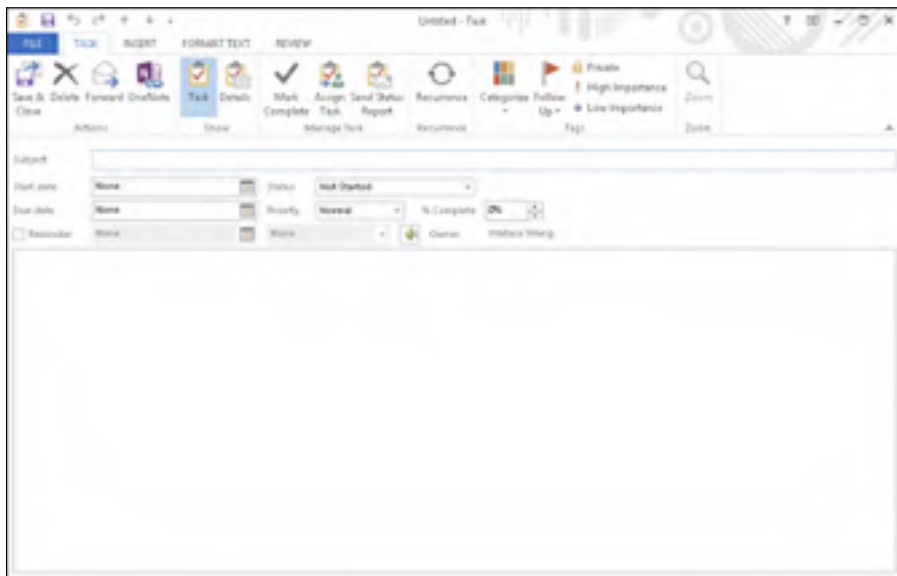 Untitled - Task
FILE TASK INSERT FORMAT TEXT REVIEW
Save & Close Delete Forward OneNote Task Details Mark Complete Assign Task Send Status Report Recurrence Categorize Follow Up Private
High Importance
Low Importance
Zoom
Actions Show Manage Task Recurrence Tags Zoom
Subject
Start date None Status Not Started
Due date None Priority Normal % Complete 0%
Reminder None None Owner